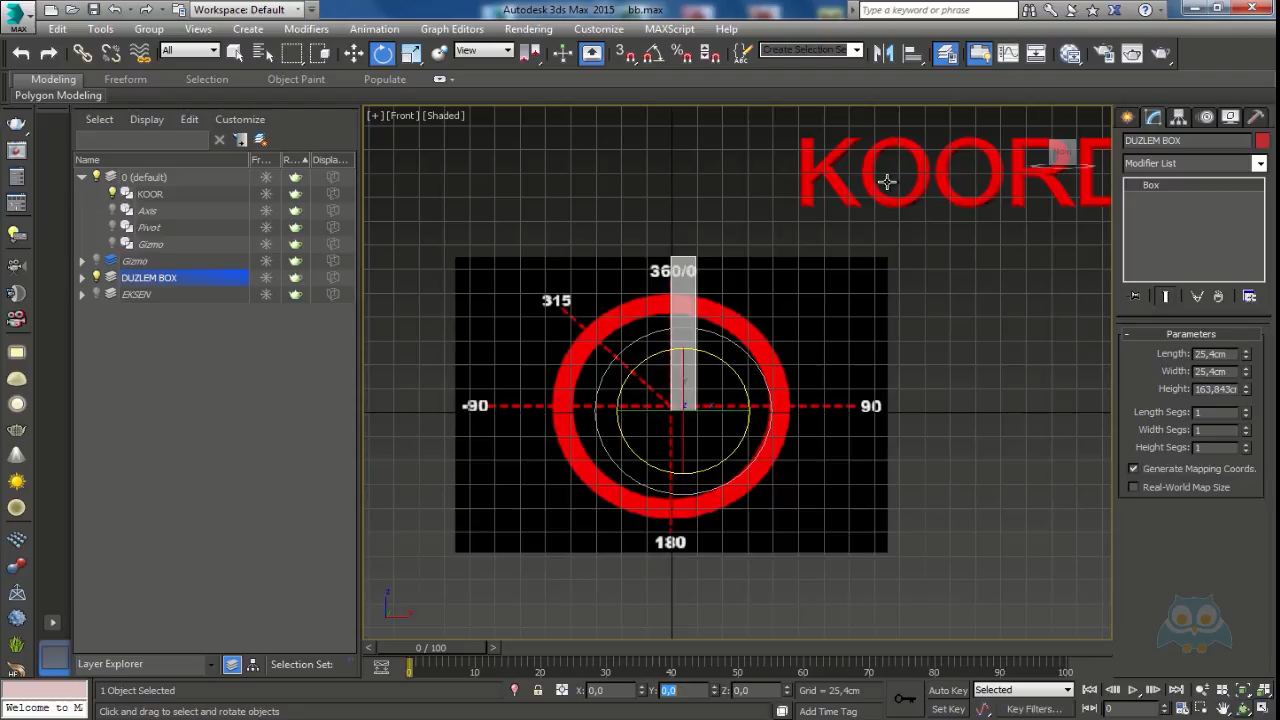 Workspace: Default
Autodesk 3ds Max 2015
bb.max
Type a keyword or phrase
MAX
Edit
Tools
Group
Views
Create
Modifiers
Animation
Graph Editors
Rendering
Customize
MAXScript
Help
All
View
3
ABC
Create Selection Se
Modeling
Freeform
Selection
Object Paint
Populate
Polygon Modeling
Select
Display
Edit
Customize
[+] [Front ] [Shaded ]
DUZLEM BOX
Modifier List
Box
Name
Fr...
R...
Displa...
0 (default)
KOOR
Axis
Pivot
Gizmo
Gizmo
DUZLEM BOX
EKSEN
KOORD
360/0
315
-90
90
180
Parameters
Length: 25,4cm
Width: 25,4cm
Height: 163,843c
Length Segs: 1
Width Segs: 1
Height Segs: 1
Generate Mapping Coords.
Real-World Map Size
0 / 100
Layer Explorer
Selection Set:
0 10 20 30 40 50 60 70 80 90 100
1 Object Selected
X: 0,0
Y: 0,0
Z: 0,0
Grid = 25,4cm
Auto Key
Selected
Welcome to M
Click and drag to select and rotate objects
Add Time Tag
Set Key
Key Filters...
0